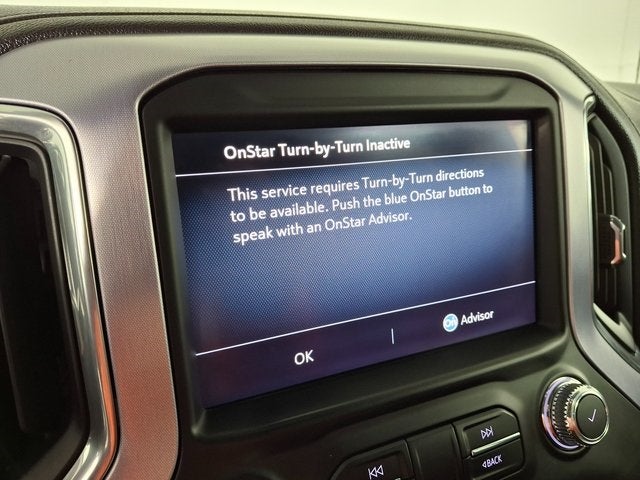 OnStar Turn-by-Turn Inactive
This service requires Turn-by-Turn directions
to be available. Push the blue OnStar button to
speak with an OnStar Advisor.
OK
On Advisor
BACK